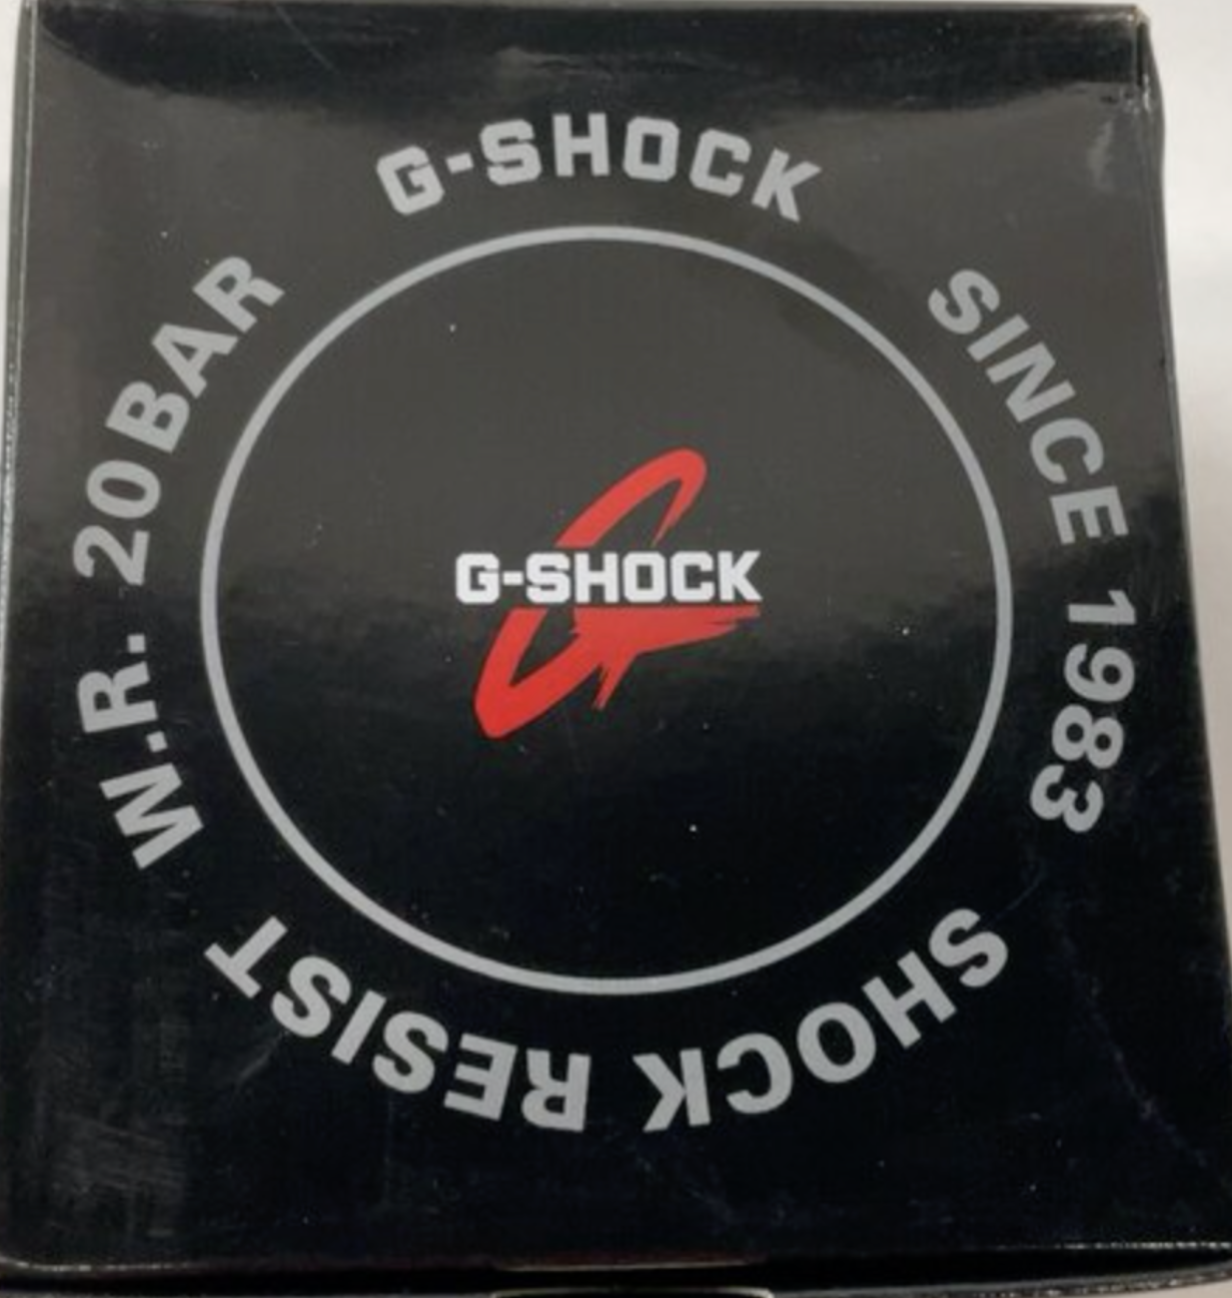 G-SHOCK
SINCE 1983
SHOCK RESIST
W.R. 20BAR
G-SHOCK